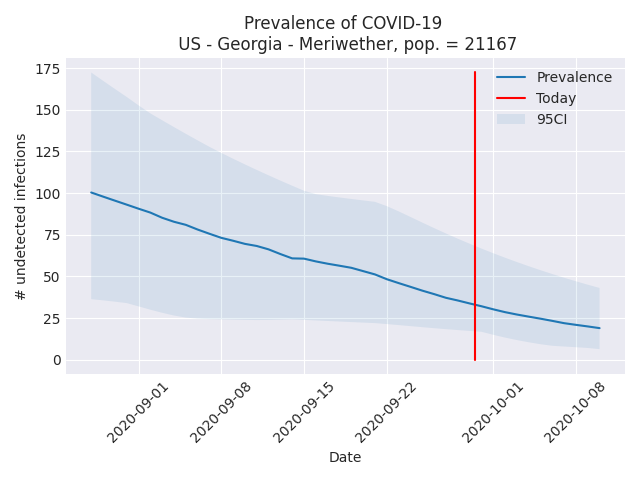 Prevalence of COVID-19
US - Georgia - Meriwether, pop. = 21167
175
150
125
100
75
50
25
0
# undetected infections
Prevalence
Today
95CI
2020-09-01
2020-09-08
2020-09-15
2020-09-22
2020-10-01
2020-10-08
Date